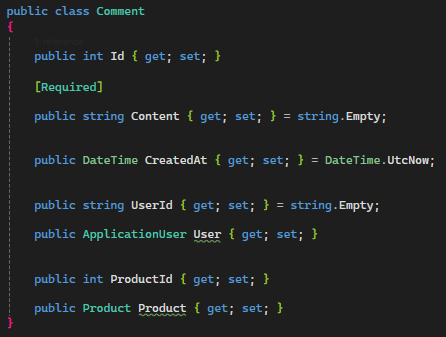 public class Comment
{
1 reference
public int Id { get; set; }
[Required]
public string Content { get; set; } = string.Empty;
public DateTime CreatedAt { get; set; } = DateTime.UtcNow;
public string UserId { get; set; } = string.Empty;
public ApplicationUser User { get; set; }
public int ProductId { get; set; }
public Product Product { get; set; }
}